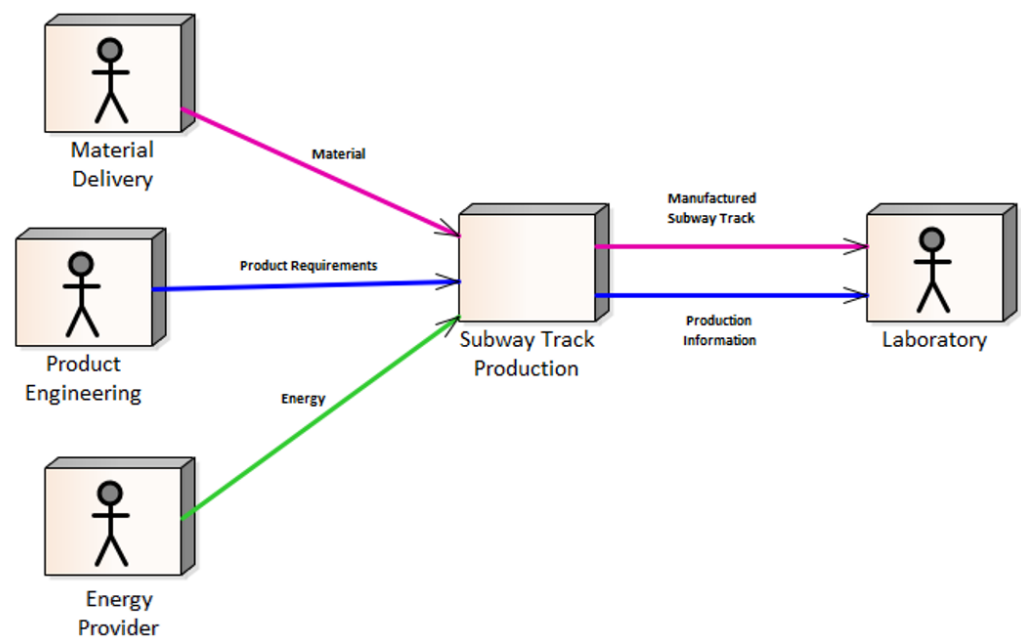 Material
Delivery
Material
Manufactured
Subway Track
Product Requirements
Production
Information
Subway Track
Production
Laboratory
Product
Engineering
Energy
Energy
Provider